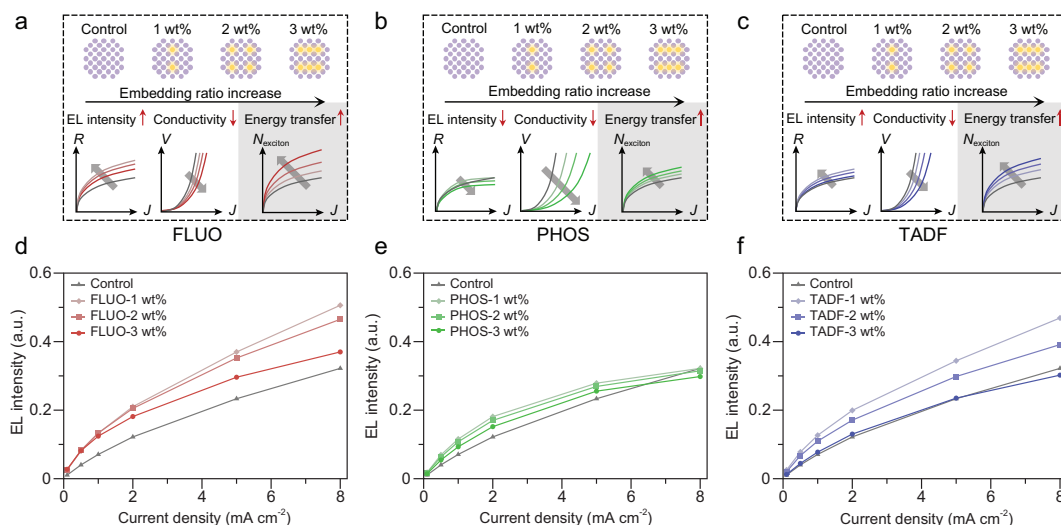 a
Control 1 wt% 2 wt% 3 wt%
Embedding ratio increase
EL intensity ↑ Conductivity ↓ Energy transfer ↑
R V N_exciton
J J J
FLUO
b
Control 1 wt% 2 wt% 3 wt%
Embedding ratio increase
EL intensity ↓ Conductivity ↓ Energy transfer ↑
R V N_exciton
J J J
PHOS
c
Control 1 wt% 2 wt% 3 wt%
Embedding ratio increase
EL intensity ↑ Conductivity ↓ Energy transfer ↑
R V N_exciton
J J J
TADF
d
EL intensity (a.u.)
0.6
0.4
0.2
0
Control
FLUO-1 wt%
FLUO-2 wt%
FLUO-3 wt%
0 2 4 6 8
Current density (mA cm⁻²)
e
EL intensity (a.u.)
0.6
0.4
0.2
0
Control
PHOS-1 wt%
PHOS-2 wt%
PHOS-3 wt%
0 2 4 6 8
Current density (mA cm⁻²)
f
EL intensity (a.u.)
0.6
0.4
0.2
0
Control
TADF-1 wt%
TADF-2 wt%
TADF-3 wt%
0 2 4 6 8
Current density (mA cm⁻²)